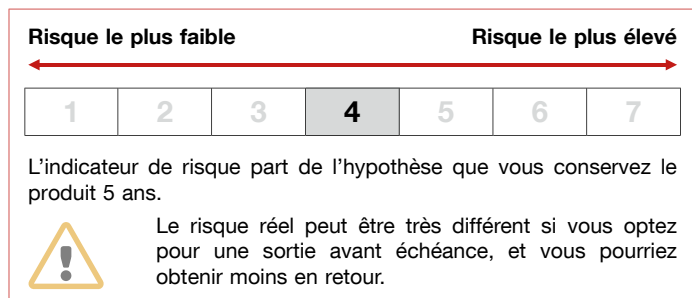 Risque le plus faible Risque le plus élevé
1 2 3 4 5 6 7
L'indicateur de risque part de l'hypothèse que vous conservez le
produit 5 ans.
Le risque réel peut être très différent si vous optez
pour une sortie avant échéance, et vous pourriez
obtenir moins en retour.